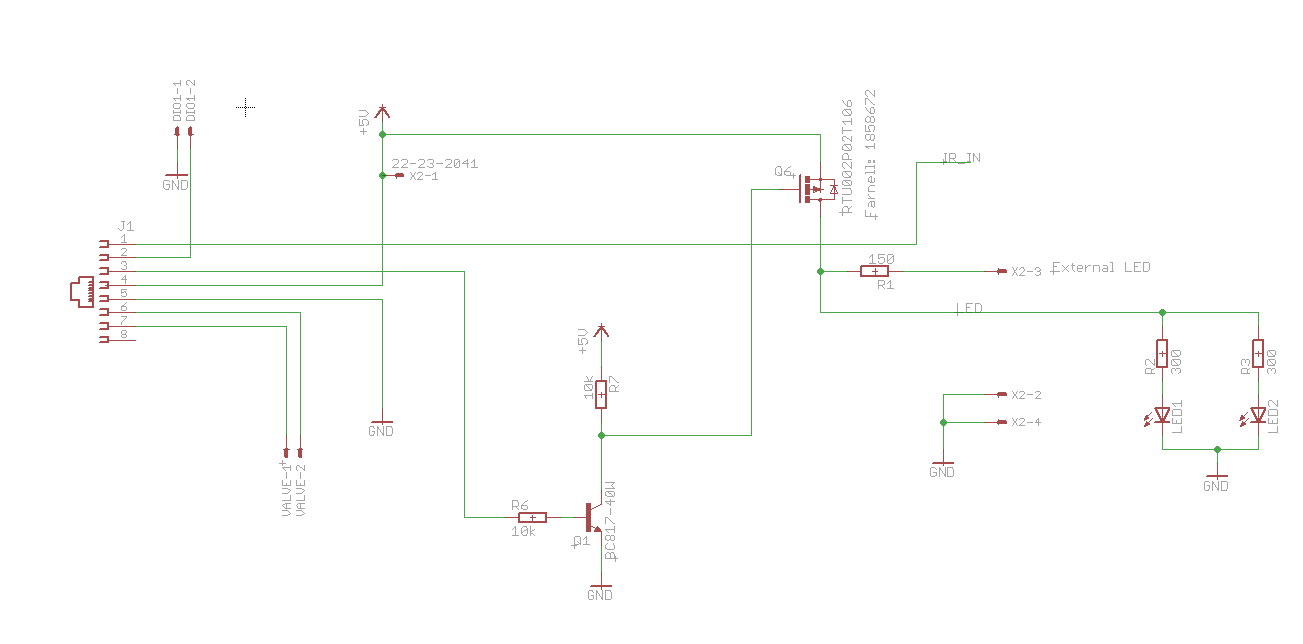 DIO1-1
DIO1-2
GND
+5V
22-23-2041
X2-1
Q6
RTU002P02T106
Farnell: 1858672
IR_IN
J1
1
2
3
4
5
6
7
8
150
R1
X2-3
External LED
LED
+5V
10k
R7
R2
300
R3
300
LED1
LED2
X2-2
X2-4
GND
GND
GND
VALVE-1
VALVE-2
R6
10k
Q1
BC817-40W
GND